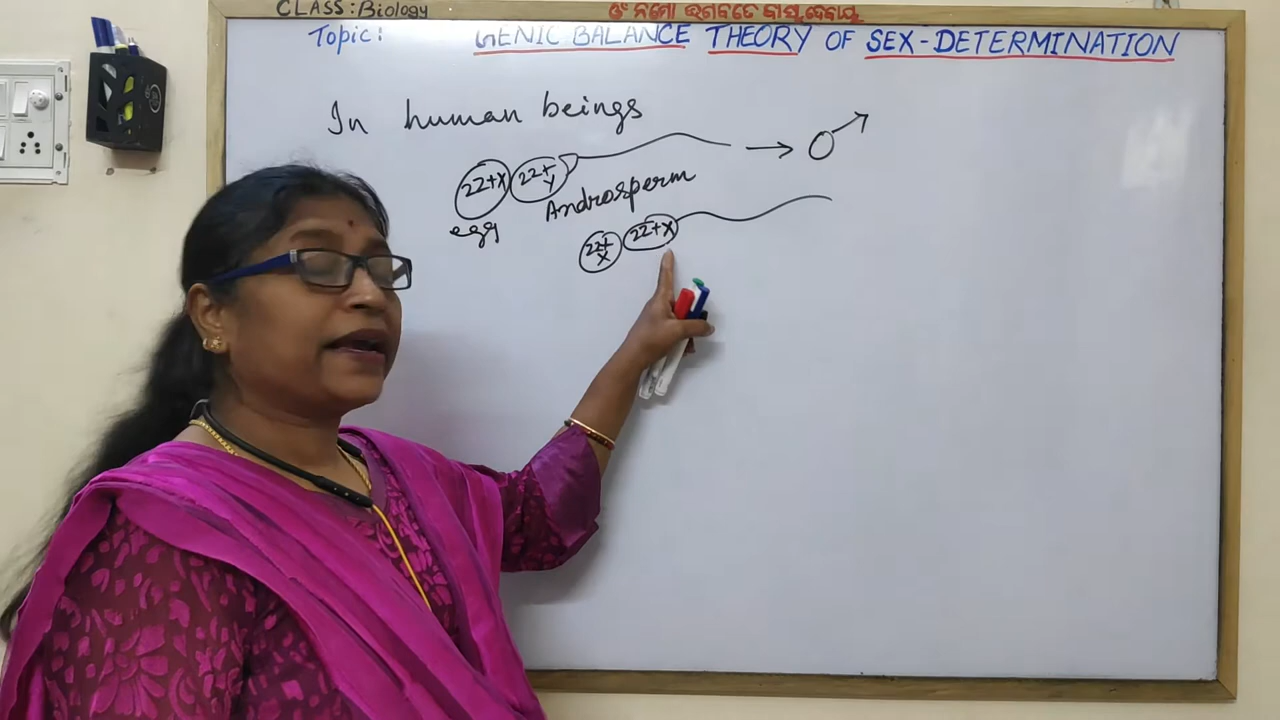 CLASS: Biology
ଓଁ ନମୋ ଭଗବତେ ବାସୁଦେବାୟ
Topic: GENIC BALANCE THEORY OF SEX-DETERMINATION
In human beings
22+X 22+Y → ♂
egg Androsperm
22+X 22+X